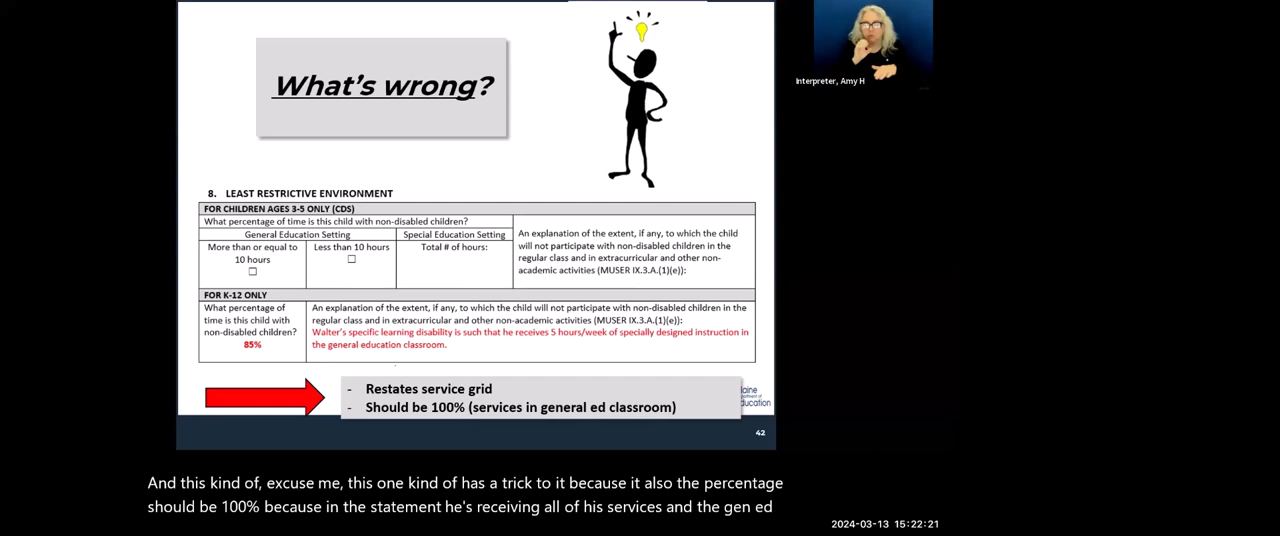 What's wrong?
Interpreter, Amy H
8. LEAST RESTRICTIVE ENVIRONMENT
FOR CHILDREN AGES 3-5 ONLY (CDS)
What percentage of time is this child with non-disabled children?
General Education Setting
Special Education Setting
More than or equal to
10 hours
☐
Less than 10 hours
☐
Total # of hours:
An explanation of the extent, if any, to which the child
will not participate with non-disabled children in the
regular class and in extracurricular and other non-
academic activities (MUSER IX.3.A.(1)(e)):
FOR K-12 ONLY
What percentage of
time is this child with
non-disabled children?
85%
An explanation of the extent, if any, to which the child will not participate with non-disabled children in the
regular class and in extracurricular and other non-academic activities (MUSER IX.3.A.(1)(e)):
Walter's specific learning disability is such that he receives 5 hours/week of specially designed instruction in
the general education classroom.
- Restates service grid
- Should be 100% (services in general ed classroom)
42
And this kind of, excuse me, this one kind of has a trick to it because it also the percentage
should be 100% because in the statement he's receiving all of his services and the gen ed
2024-03-13 15:22:21